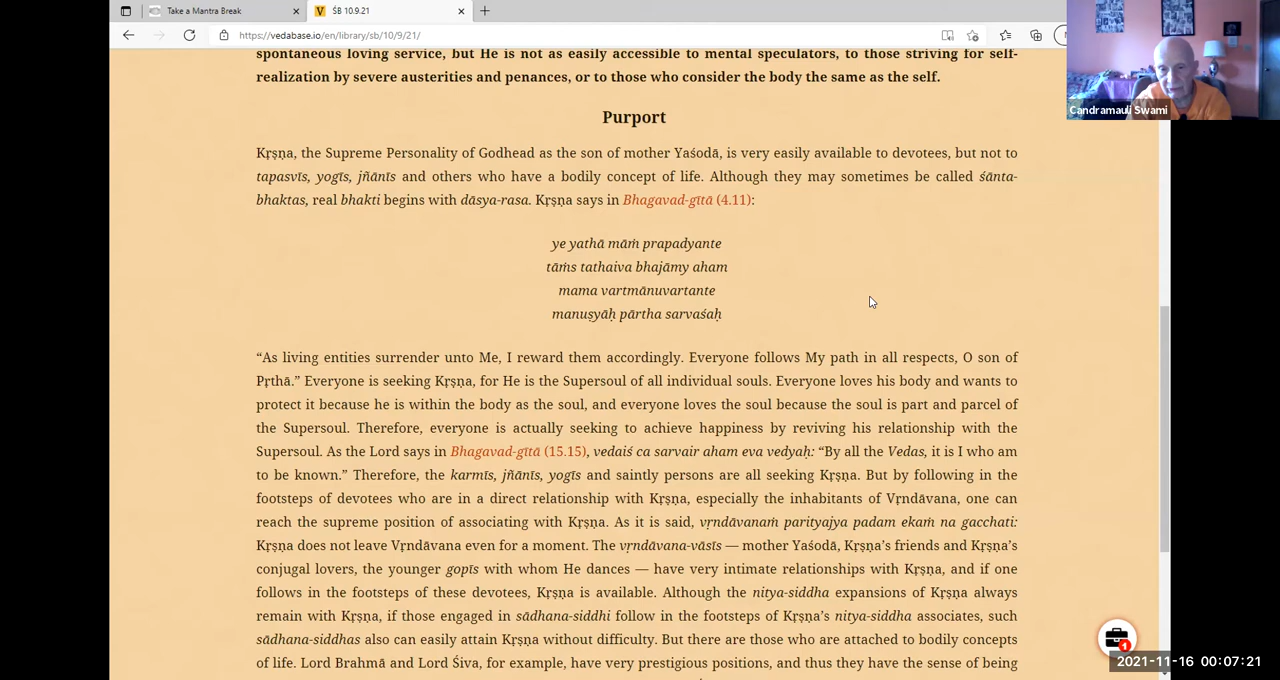 Take a Mantra Break
ŚB 10.9.21
https://vedabase.io/en/library/sb/10/9/21/
spontaneous loving service, but He is not as easily accessible to mental speculators, to those striving for self-
realization by severe austerities and penances, or to those who consider the body the same as the self.
Candramauli Swami
Purport
Kṛṣṇa, the Supreme Personality of Godhead as the son of mother Yaśodā, is very easily available to devotees, but not to
tapasvīs, yogīs, jñānīs and others who have a bodily concept of life. Although they may sometimes be called śānta-
bhaktas, real bhakti begins with dāsya-rasa. Kṛṣṇa says in Bhagavad-gītā (4.11):
ye yathā māṁ prapadyante
tāṁs tathaiva bhajāmy aham
mama vartmānuvartante
manuṣyāḥ pārtha sarvaśaḥ
“As living entities surrender unto Me, I reward them accordingly. Everyone follows My path in all respects, O son of
Pṛthā.” Everyone is seeking Kṛṣṇa, for He is the Supersoul of all individual souls. Everyone loves his body and wants to
protect it because he is within the body as the soul, and everyone loves the soul because the soul is part and parcel of
the Supersoul. Therefore, everyone is actually seeking to achieve happiness by reviving his relationship with the
Supersoul. As the Lord says in Bhagavad-gītā (15.15), vedaiś ca sarvair aham eva vedyaḥ: “By all the Vedas, it is I who am
to be known.” Therefore, the karmīs, jñānīs, yogīs and saintly persons are all seeking Kṛṣṇa. But by following in the
footsteps of devotees who are in a direct relationship with Kṛṣṇa, especially the inhabitants of Vṛndāvana, one can
reach the supreme position of associating with Kṛṣṇa. As it is said, vṛndāvanaṁ parityajya padam ekaṁ na gacchati:
Kṛṣṇa does not leave Vṛndāvana even for a moment. The vṛndāvana-vāsīs — mother Yaśodā, Kṛṣṇa’s friends and Kṛṣṇa’s
conjugal lovers, the younger gopīs with whom He dances — have very intimate relationships with Kṛṣṇa, and if one
follows in the footsteps of these devotees, Kṛṣṇa is available. Although the nitya-siddha expansions of Kṛṣṇa always
remain with Kṛṣṇa, if those engaged in sādhana-siddhi follow in the footsteps of Kṛṣṇa’s nitya-siddha associates, such
sādhana-siddhas also can easily attain Kṛṣṇa without difficulty. But there are those who are attached to bodily concepts
of life. Lord Brahmā and Lord Śiva, for example, have very prestigious positions, and thus they have the sense of being
1
2021-11-16 00:07:21